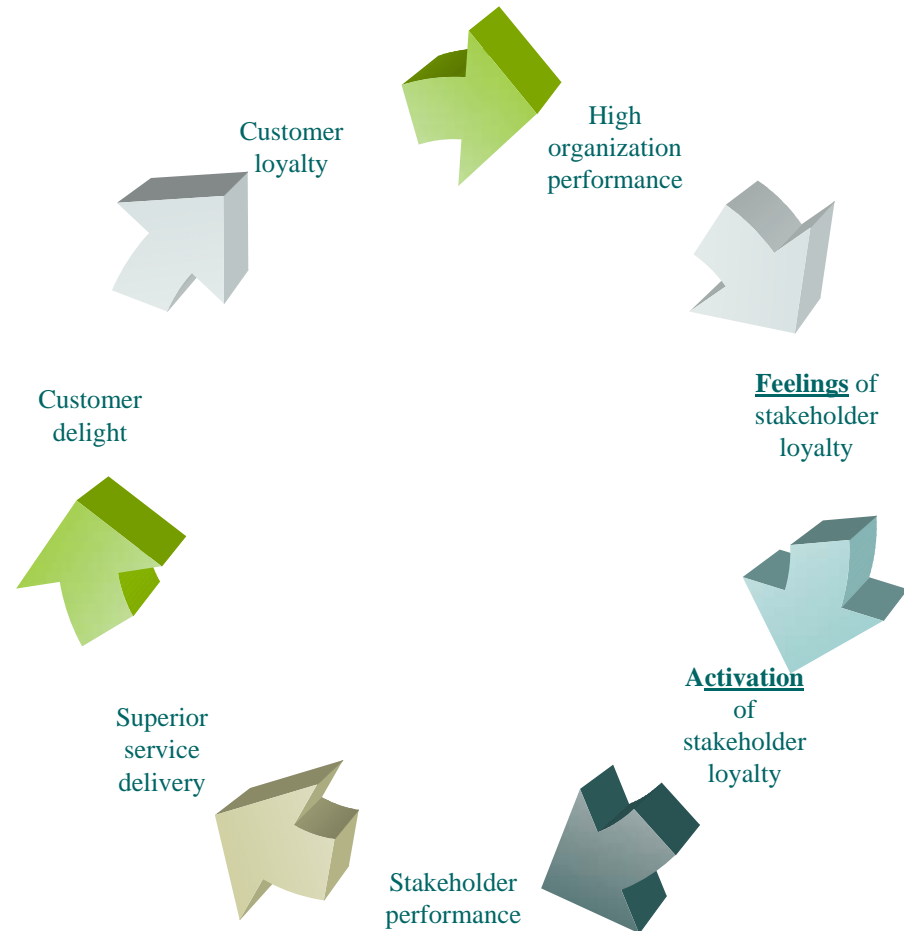 Customer
loyalty
High
organization
performance
Feelings of
stakeholder
loyalty
Activation
of
stakeholder
loyalty
Stakeholder
performance
Superior
service
delivery
Customer
delight